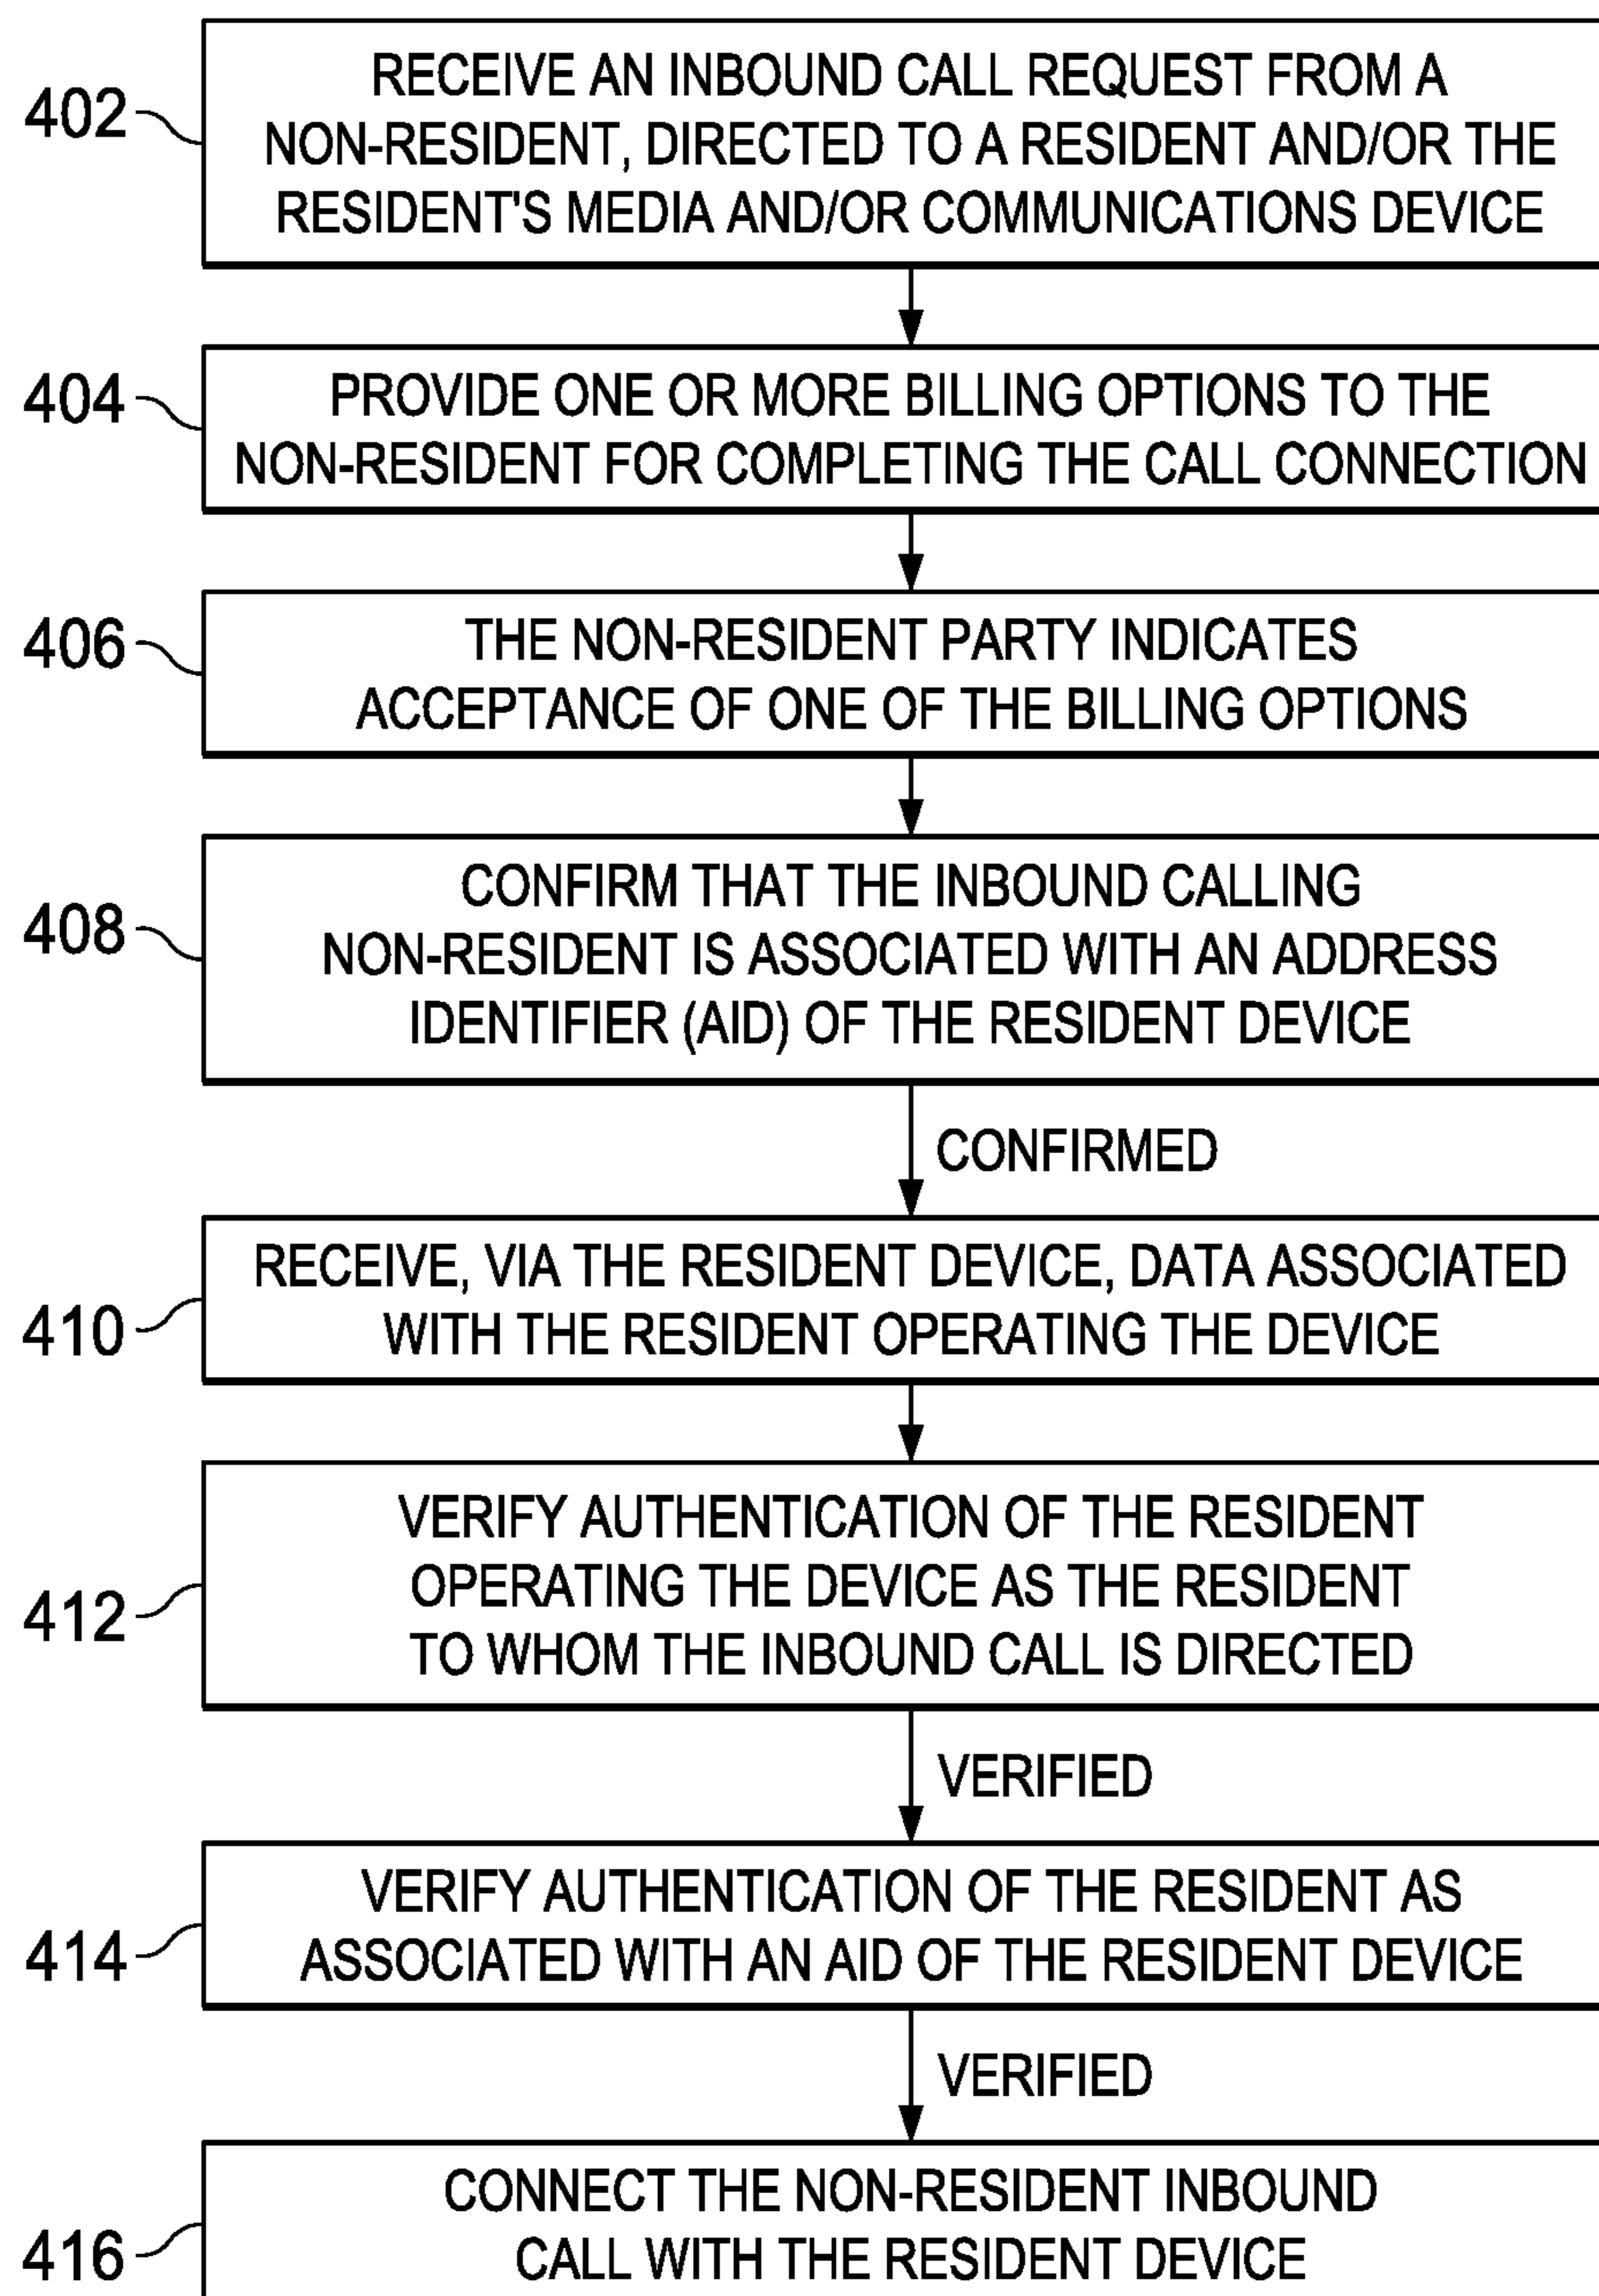 402
RECEIVE AN INBOUND CALL REQUEST FROM A
NON-RESIDENT, DIRECTED TO A RESIDENT AND/OR THE
RESIDENT'S MEDIA AND/OR COMMUNICATIONS DEVICE
404
PROVIDE ONE OR MORE BILLING OPTIONS TO THE
NON-RESIDENT FOR COMPLETING THE CALL CONNECTION
406
THE NON-RESIDENT PARTY INDICATES
ACCEPTANCE OF ONE OF THE BILLING OPTIONS
408
CONFIRM THAT THE INBOUND CALLING
NON-RESIDENT IS ASSOCIATED WITH AN ADDRESS
IDENTIFIER (AID) OF THE RESIDENT DEVICE
CONFIRMED
410
RECEIVE, VIA THE RESIDENT DEVICE, DATA ASSOCIATED
WITH THE RESIDENT OPERATING THE DEVICE
412
VERIFY AUTHENTICATION OF THE RESIDENT
OPERATING THE DEVICE AS THE RESIDENT
TO WHOM THE INBOUND CALL IS DIRECTED
VERIFIED
414
VERIFY AUTHENTICATION OF THE RESIDENT AS
ASSOCIATED WITH AN AID OF THE RESIDENT DEVICE
VERIFIED
416
CONNECT THE NON-RESIDENT INBOUND
CALL WITH THE RESIDENT DEVICE